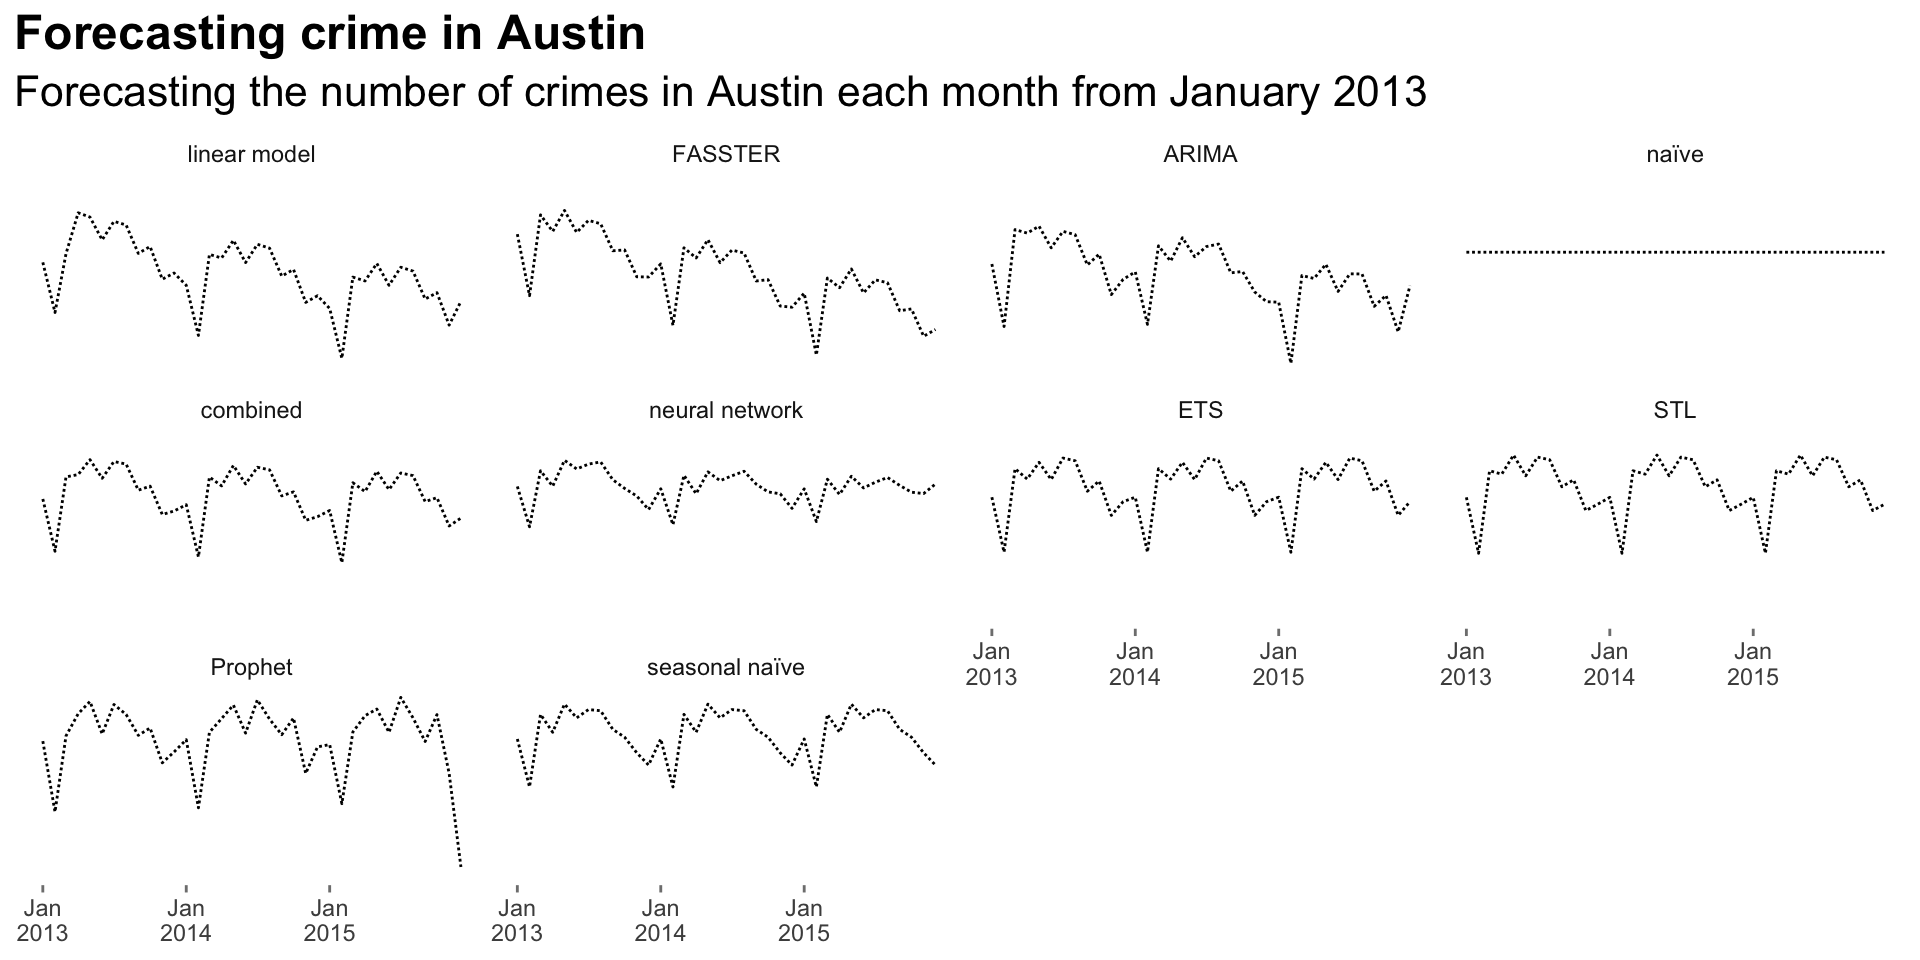 Forecasting crime in Austin
Forecasting the number of crimes in Austin each month from January 2013
linear model
FASSTER
ARIMA
naïve
combined
neural network
ETS
STL
Jan
2013
Jan
2014
Jan
2015
Jan
2013
Jan
2014
Jan
2015
Prophet
seasonal naïve
Jan
2013
Jan
2014
Jan
2015
Jan
2013
Jan
2014
Jan
2015